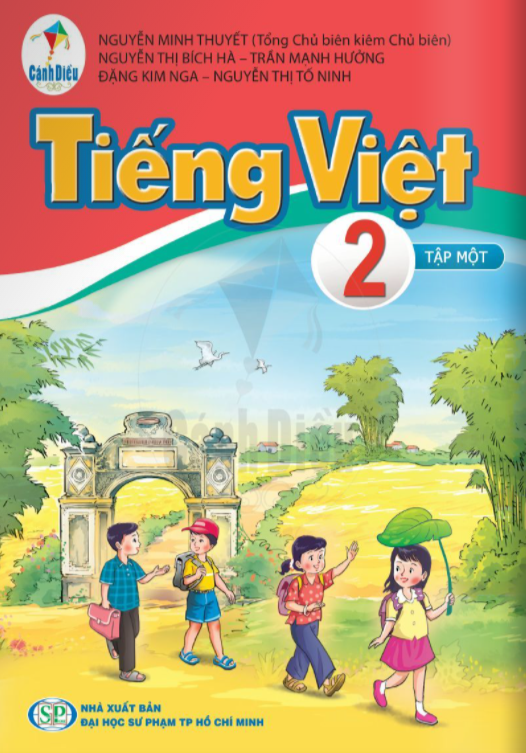 Cánh Diều
NGUYỄN MINH THUYẾT (Tổng Chủ biên kiêm Chủ biên)
NGUYỄN THỊ BÍCH HÀ – TRẦN MẠNH HƯỞNG
ĐẶNG KIM NGA – NGUYỄN THỊ TỐ NINH
Tiếng Việt
2
TẬP MỘT
Cánh Diều
SP
NHÀ XUẤT BẢN
ĐẠI HỌC SƯ PHẠM TP HỒ CHÍ MINH